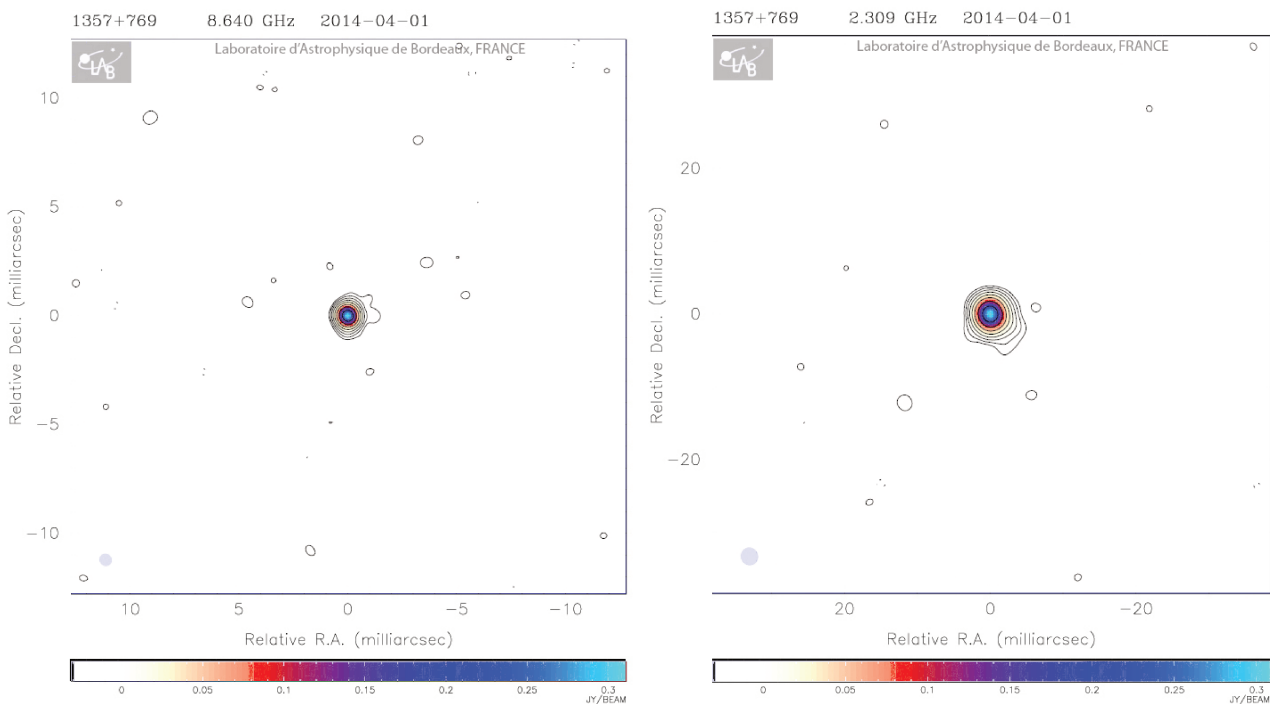 1357+769 8.640 GHz 2014-04-01
LAB
Laboratoire d'Astrophysique de Bordeaux, FRANCE
Relative Decl. (milliarcsec)
10
5
0
−5
−10
10 5 0 −5 −10
Relative R.A. (milliarcsec)
0 0.05 0.1 0.15 0.2 0.25 0.3
JY/BEAM
1357+769 2.309 GHz 2014-04-01
LAB
Laboratoire d'Astrophysique de Bordeaux, FRANCE
Relative Decl. (milliarcsec)
20
0
−20
20 0 −20
Relative R.A. (milliarcsec)
0 0.05 0.1 0.15 0.2 0.25 0.3
JY/BEAM